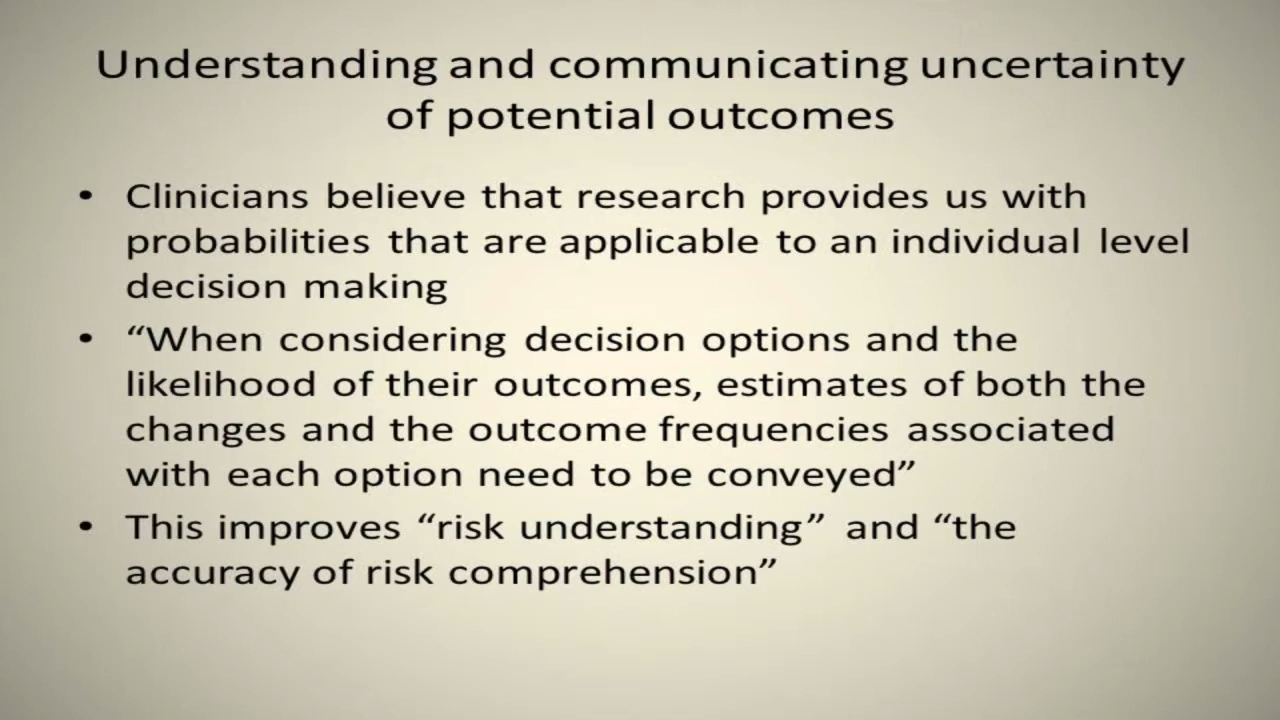 Understanding and communicating uncertainty
of potential outcomes
• Clinicians believe that research provides us with
probabilities that are applicable to an individual level
decision making
• “When considering decision options and the
likelihood of their outcomes, estimates of both the
changes and the outcome frequencies associated
with each option need to be conveyed”
• This improves “risk understanding” and “the
accuracy of risk comprehension”